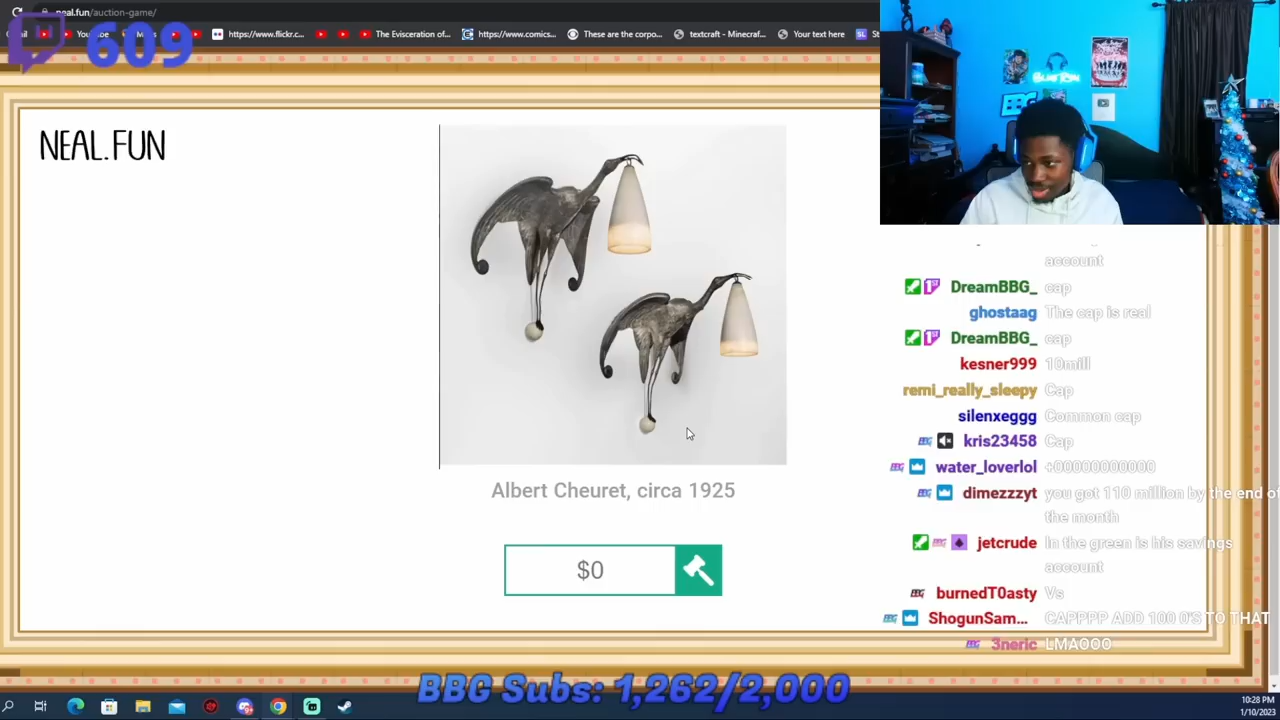 neal.fun/auction-game/
https://www.flickr.c...
The Evisceration of...
https://www.comics...
These are the corpo...
textcraft - Minecraf...
Your text here
SL
609
NEAL.FUN
Albert Cheuret, circa 1925
$0
BBG
account
DreamBBG_ cap
ghostaag The cap is real
DreamBBG_ cap
kesner999 10mill
remi_really_sleepy Cap
silenxeggg Common cap
kris23458 Cap
water_loverlol +00000000000
dimezzzyt you got 110 million by the end of
the month
jetcrude In the green is his savings
account
burnedT0asty Vs
ShogunSam... CAPPPP ADD 100 0'S TO THAT
3neric LMAOOO
BBG Subs: 1,262/2,000
10:28 PM
1/10/2023